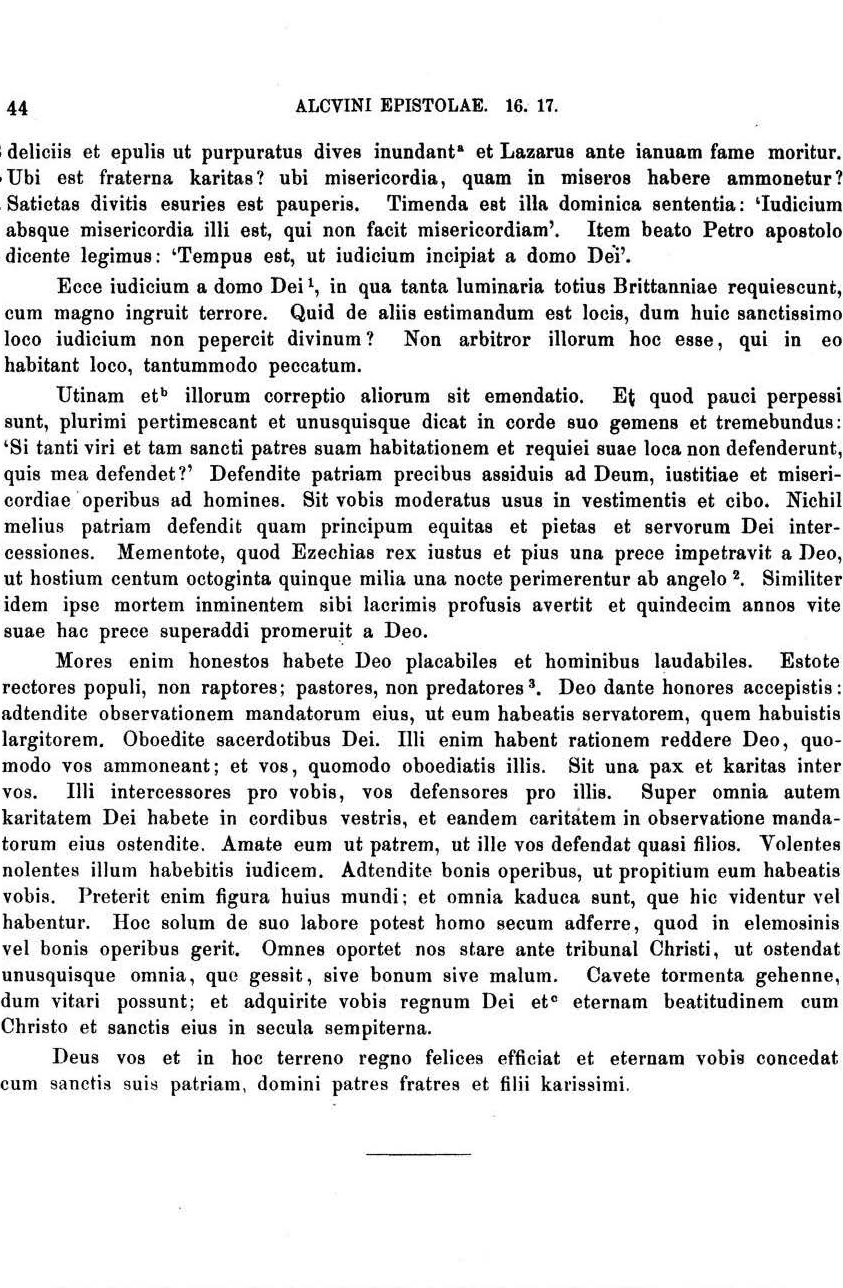 44 ALCVINI EPISTOLAE. 16. 17.
deliciis et epulis ut purpuratus dives inundantᵃ et Lazarus ante ianuam fame moritur.
Ubi est fraterna karitas? ubi misericordia, quam in miseros habere ammonetur?
Satietas divitis esuries est pauperis. Timenda est illa dominica sententia: ‘Iudicium
absque misericordia illi est, qui non facit misericordiam’. Item beato Petro apostolo
dicente legimus: ‘Tempus est, ut iudicium incipiat a domo Dei’.
Ecce iudicium a domo Dei¹, in qua tanta luminaria totius Brittanniae requiescunt,
cum magno ingruit terrore. Quid de aliis estimandum est locis, dum huic sanctissimo
loco iudicium non pepercit divinum? Non arbitror illorum hoc esse, qui in eo
habitant loco, tantummodo peccatum.
Utinam etᵇ illorum correptio aliorum sit emendatio. Et quod pauci perpessi
sunt, plurimi pertimescant et unusquisque dicat in corde suo gemens et tremebundus:
‘Si tanti viri et tam sancti patres suam habitationem et requiei suae loca non defenderunt,
quis mea defendet?’ Defendite patriam precibus assiduis ad Deum, iustitiae et miseri-
cordiae operibus ad homines. Sit vobis moderatus usus in vestimentis et cibo. Nichil
melius patriam defendit quam principum equitas et pietas et servorum Dei inter-
cessiones. Mementote, quod Ezechias rex iustus et pius una prece impetravit a Deo,
ut hostium centum octoginta quinque milia una nocte perimerentur ab angelo². Similiter
idem ipse mortem inminentem sibi lacrimis profusis avertit et quindecim annos vite
suae hac prece superaddi promeruit a Deo.
Mores enim honestos habete Deo placabiles et hominibus laudabiles. Estote
rectores populi, non raptores; pastores, non predatores³. Deo dante honores accepistis:
adtendite observationem mandatorum eius, ut eum habeatis servatorem, quem habuistis
largitorem. Oboedite sacerdotibus Dei. Illi enim habent rationem reddere Deo, quo-
modo vos ammoneant; et vos, quomodo oboediatis illis. Sit una pax et karitas inter
vos. Illi intercessores pro vobis, vos defensores pro illis. Super omnia autem
karitatem Dei habete in cordibus vestris, et eandem caritatem in observatione manda-
torum eius ostendite. Amate eum ut patrem, ut ille vos defendat quasi filios. Volentes
nolentes illum habebitis iudicem. Adtendite bonis operibus, ut propitium eum habeatis
vobis. Preterit enim figura huius mundi; et omnia kaduca sunt, que hic videntur vel
habentur. Hoc solum de suo labore potest homo secum adferre, quod in elemosinis
vel bonis operibus gerit. Omnes oportet nos stare ante tribunal Christi, ut ostendat
unusquisque omnia, que gessit, sive bonum sive malum. Cavete tormenta gehenne,
dum vitari possunt; et adquirite vobis regnum Dei etᶜ eternam beatitudinem cum
Christo et sanctis eius in secula sempiterna.
Deus vos et in hoc terreno regno felices efficiat et eternam vobis concedat
cum sanctis suis patriam, domini patres fratres et filii karissimi.